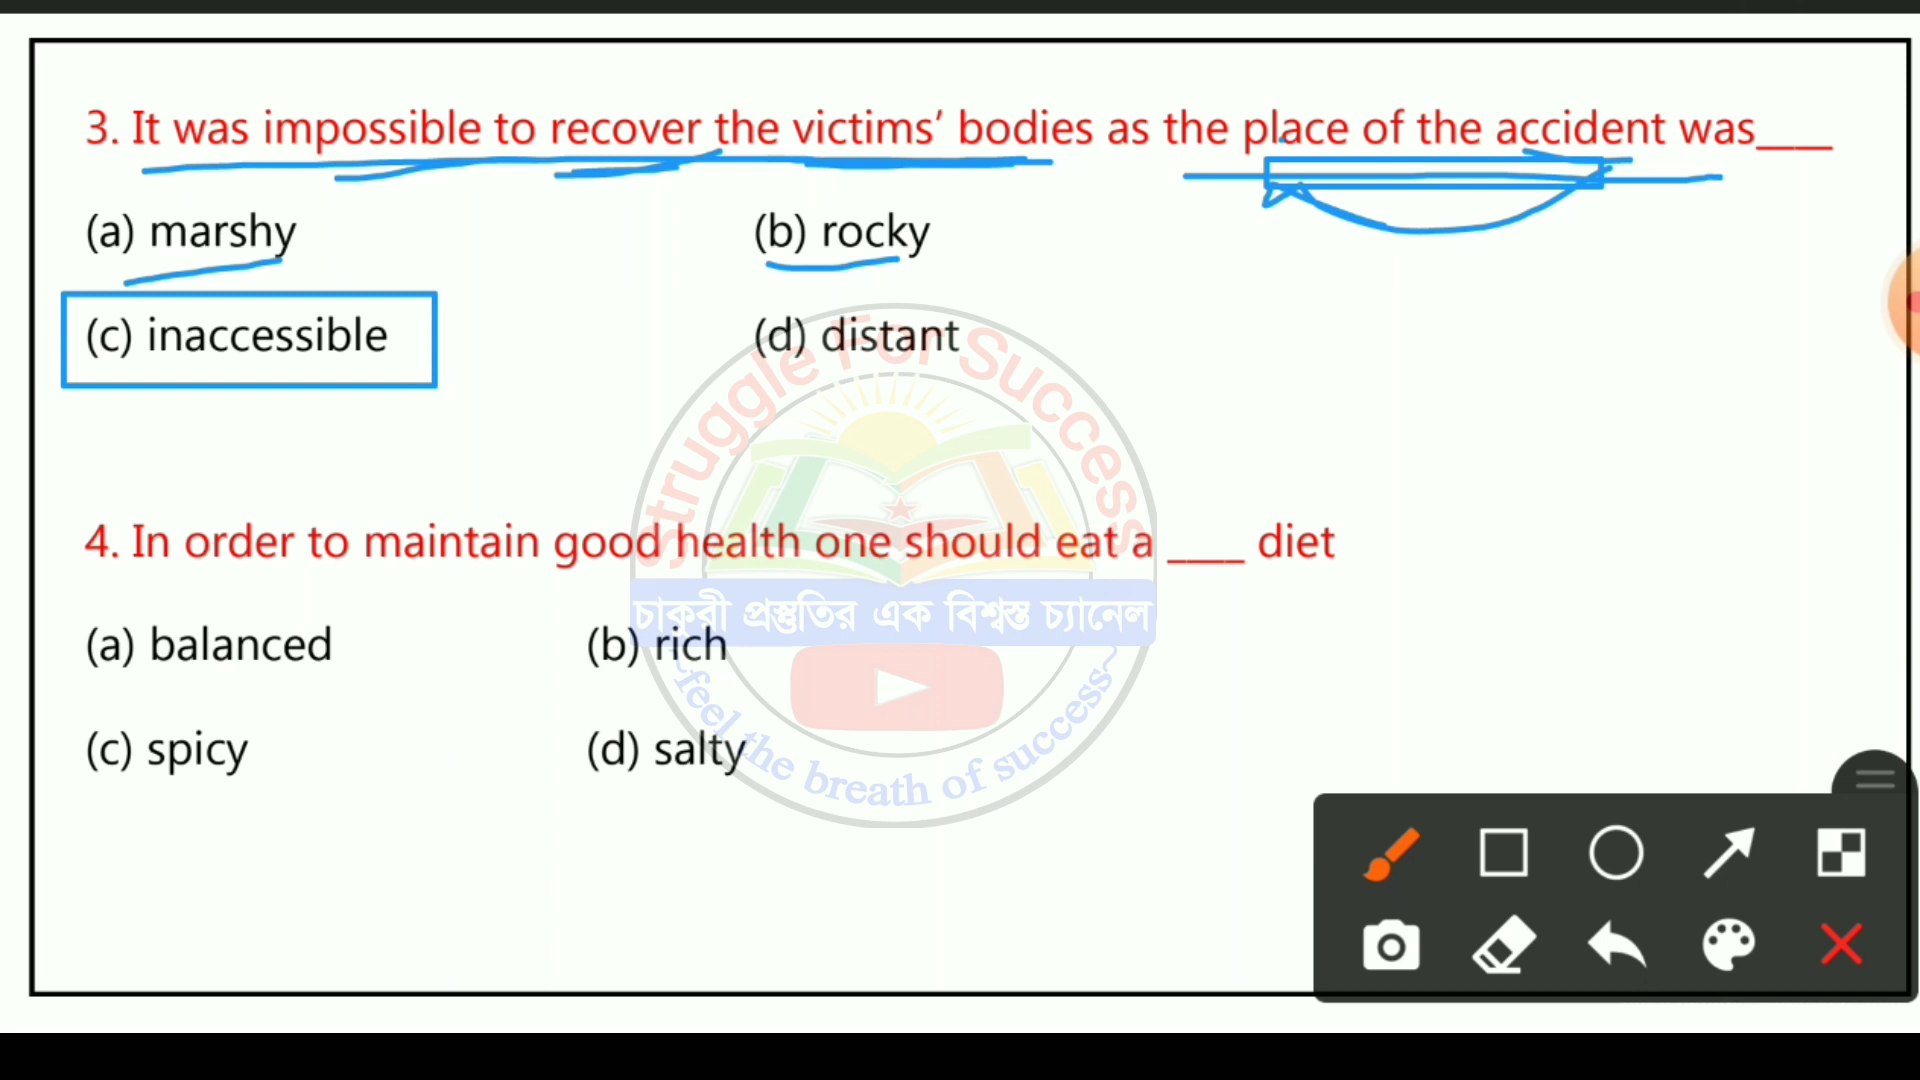 3. It was impossible to recover the victims’ bodies as the place of the accident was____
(a) marshy (b) rocky
(c) inaccessible (d) distant
Struggle For Success
4. In order to maintain good health one should eat a ____ diet
চাকুরী প্রস্তুতির এক বিশ্বস্ত চ্যানেল
(a) balanced (b) rich
(c) spicy (d) salty
~feel the breath of success~